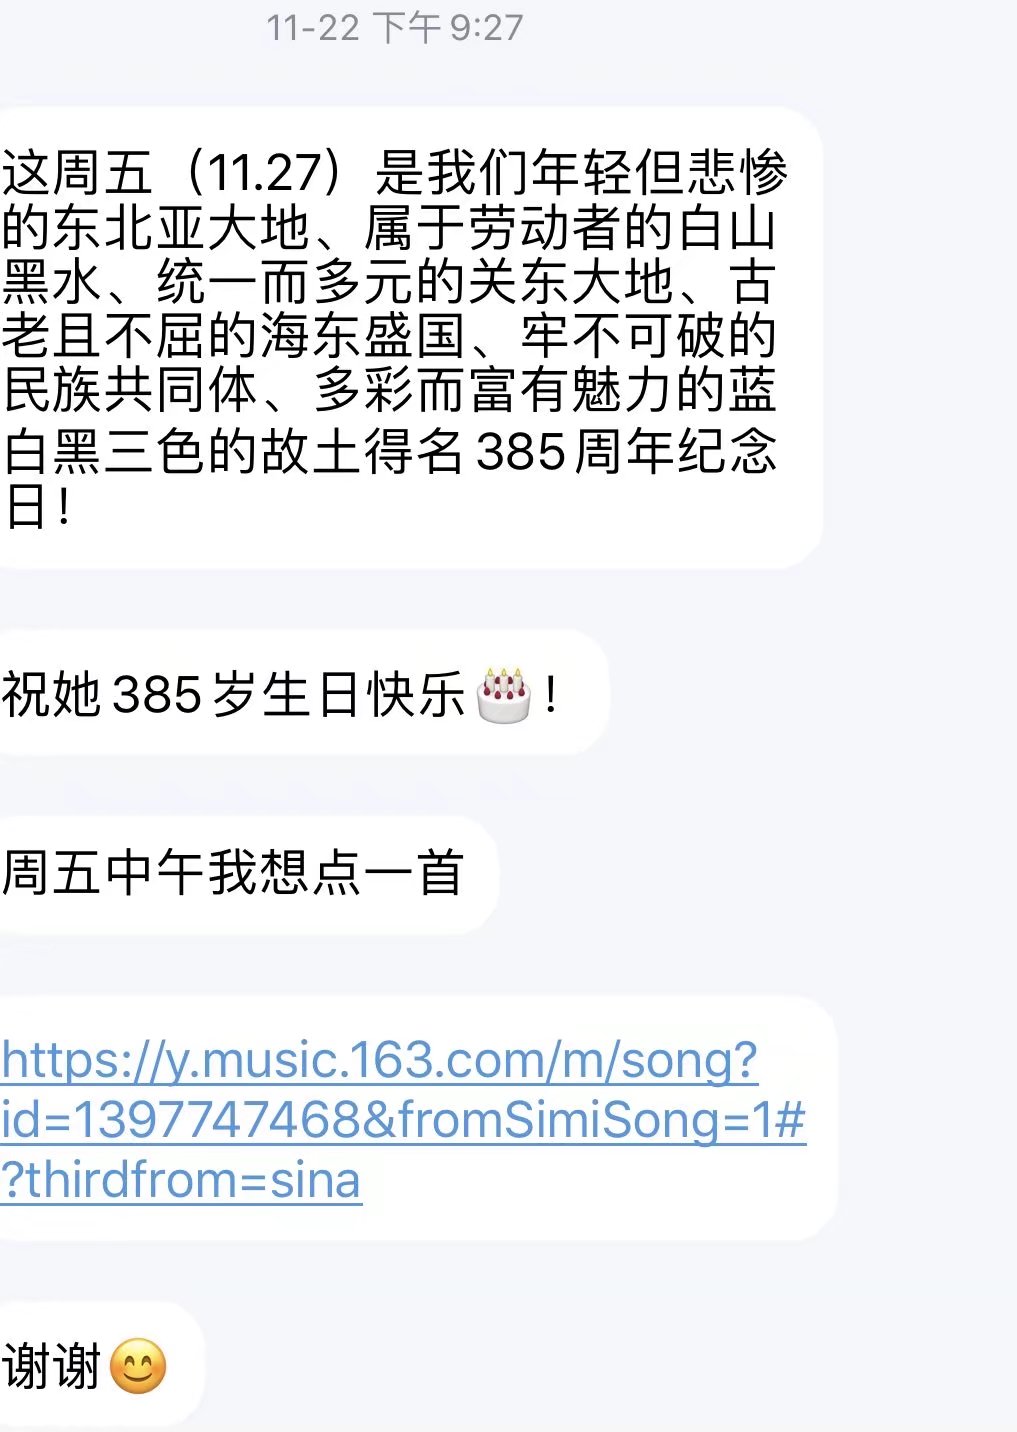 11-22 下午 9:27
这周五（11.27）是我们年轻但悲惨
的东北亚大地、属于劳动者的白山
黑水、统一而多元的关东大地、古
老且不屈的海东盛国、牢不可破的
民族共同体、多彩而富有魅力的蓝
白黑三色的故土得名385周年纪念
日！
祝她385岁生日快乐🎂！
周五中午我想点一首
https://y.music.163.com/m/song?
id=1397747468&fromSimiSong=1#
?thirdfrom=sina
谢谢😊